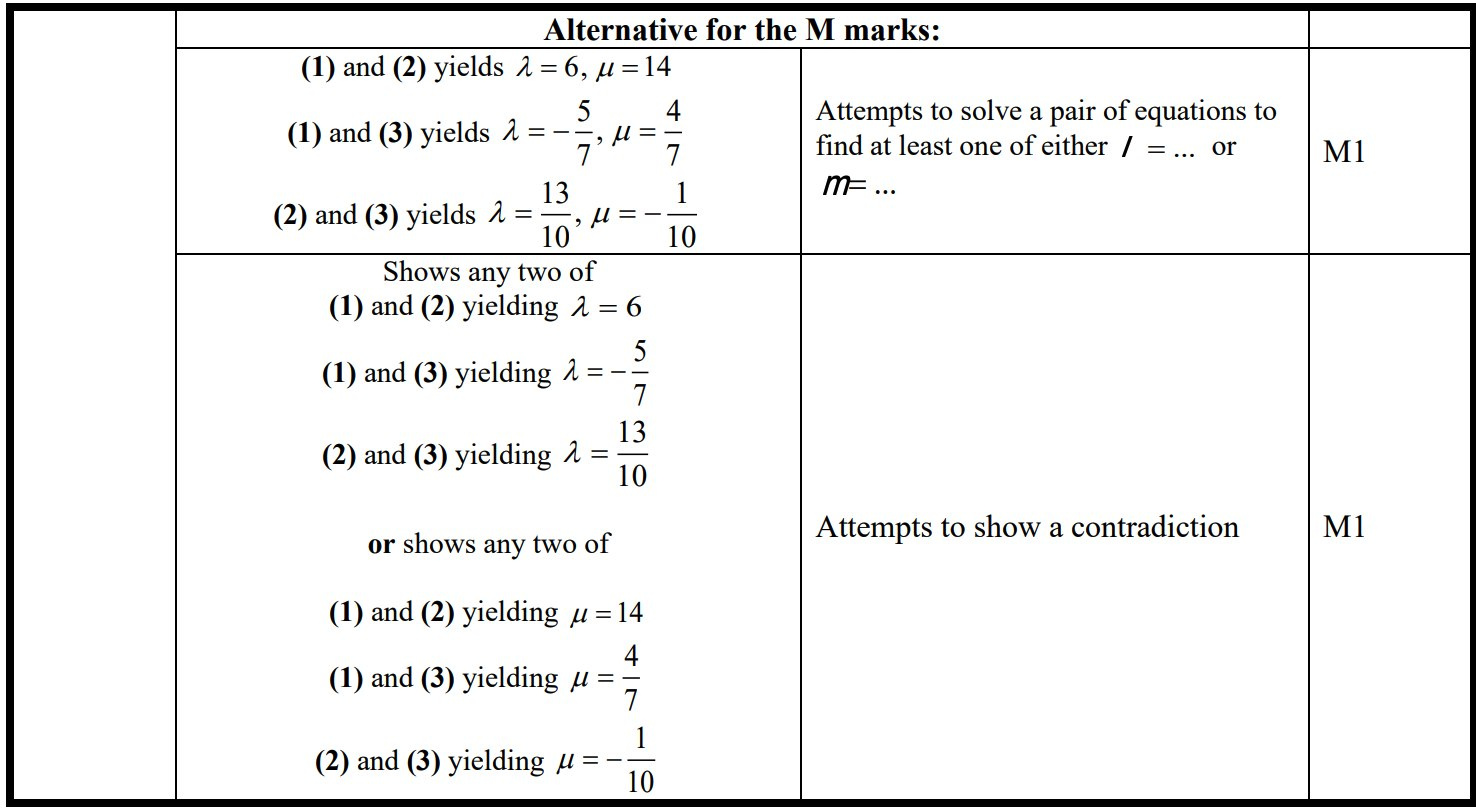 Alternative for the M marks:
(1) and (2) yields λ = 6, μ = 14
(1) and (3) yields λ = −5/7, μ = 4/7
(2) and (3) yields λ = 13/10, μ = −1/10
Attempts to solve a pair of equations to
find at least one of either l = ... or
m= ...
M1
Shows any two of
(1) and (2) yielding λ = 6
(1) and (3) yielding λ = −5/7
(2) and (3) yielding λ = 13/10
or shows any two of
(1) and (2) yielding μ = 14
(1) and (3) yielding μ = 4/7
(2) and (3) yielding μ = −1/10
Attempts to show a contradiction
M1